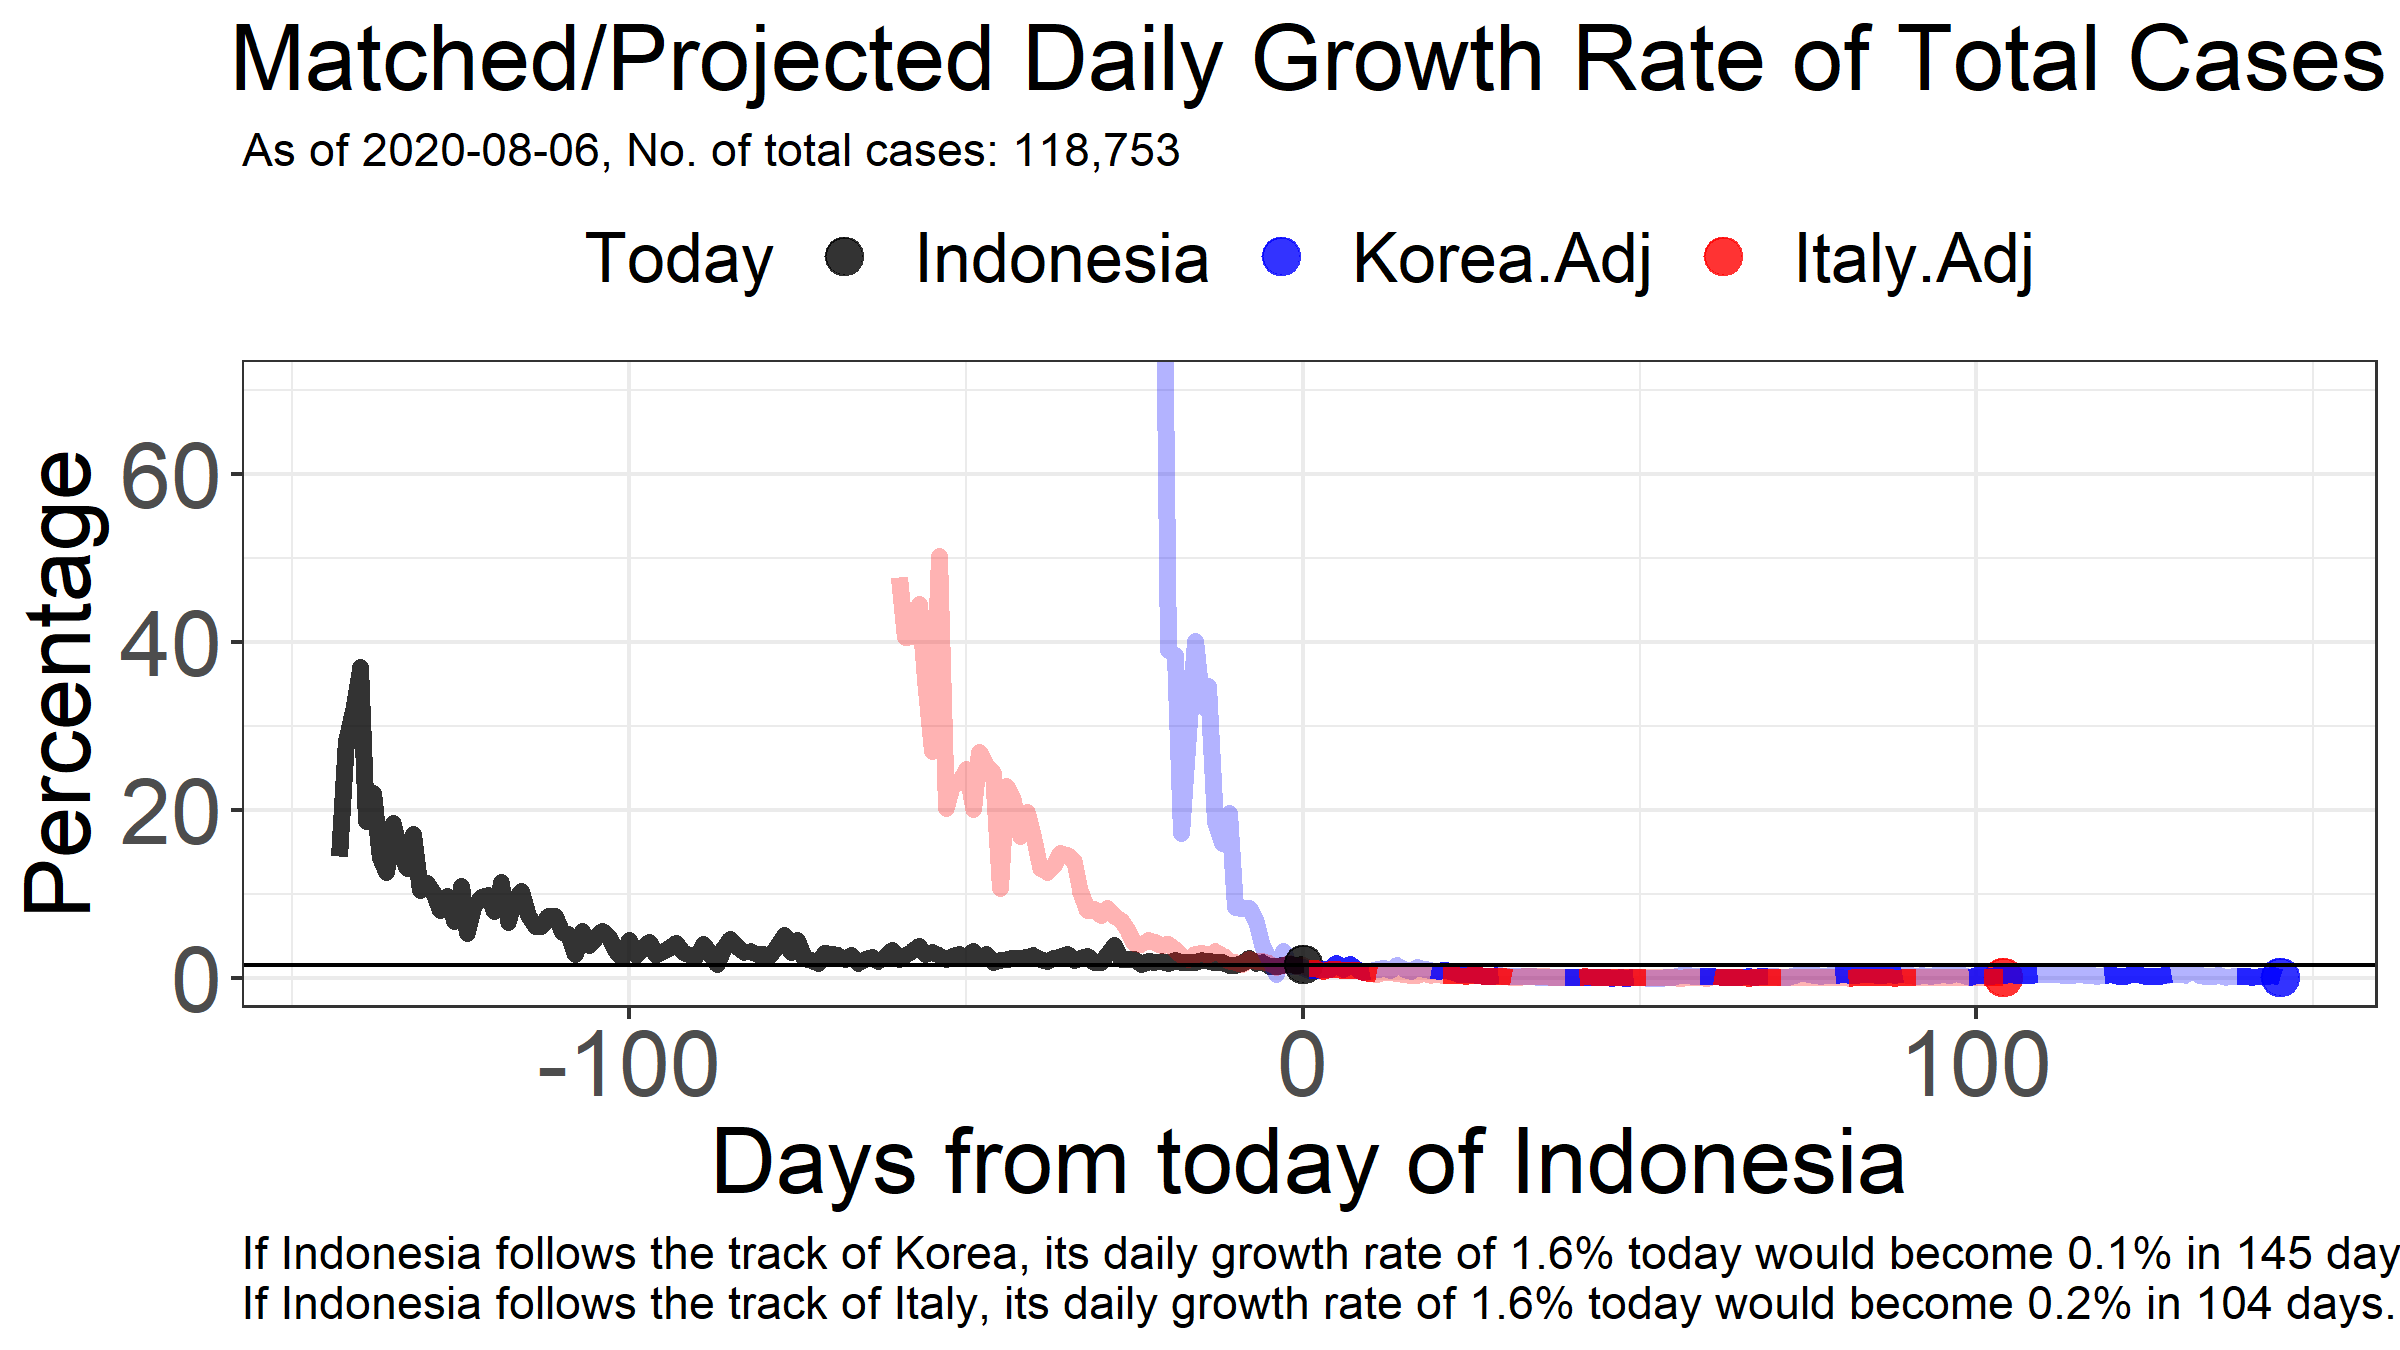 Matched/Projected Daily Growth Rate of Total Cases
As of 2020-08-06, No. of total cases: 118,753
Today Indonesia Korea.Adj Italy.Adj
Percentage
60
40
20
0
-100 0 100
Days from today of Indonesia
If Indonesia follows the track of Korea, its daily growth rate of 1.6% today would become 0.1% in 145 day
If Indonesia follows the track of Italy, its daily growth rate of 1.6% today would become 0.2% in 104 days.